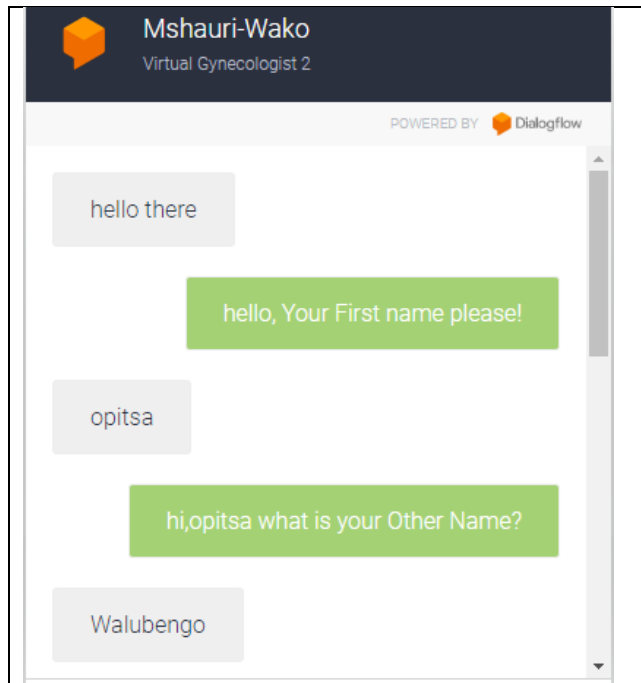 Mshauri-Wako
Virtual Gynecologist 2
POWERED BY Dialogflow
hello there
hello, Your First name please!
opitsa
hi,opitsa what is your Other Name?
Walubengo